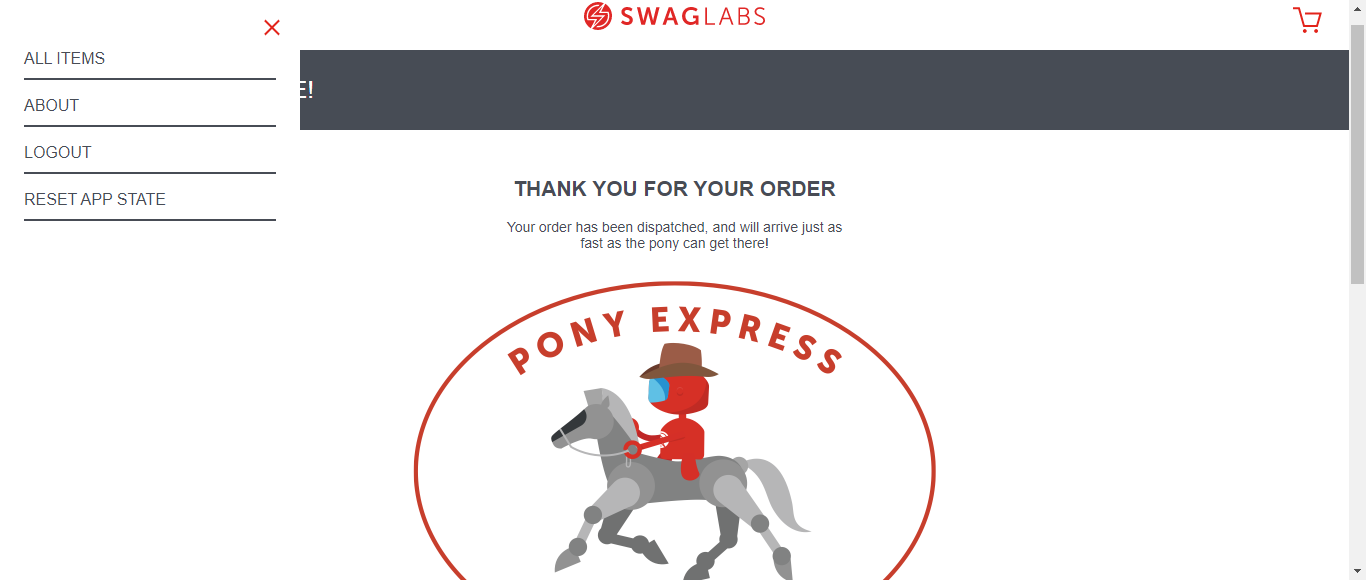 SWAGLABS
ALL ITEMS
ABOUT
LOGOUT
RESET APP STATE
E!
THANK YOU FOR YOUR ORDER
Your order has been dispatched, and will arrive just as
fast as the pony can get there!
PONY EXPRESS